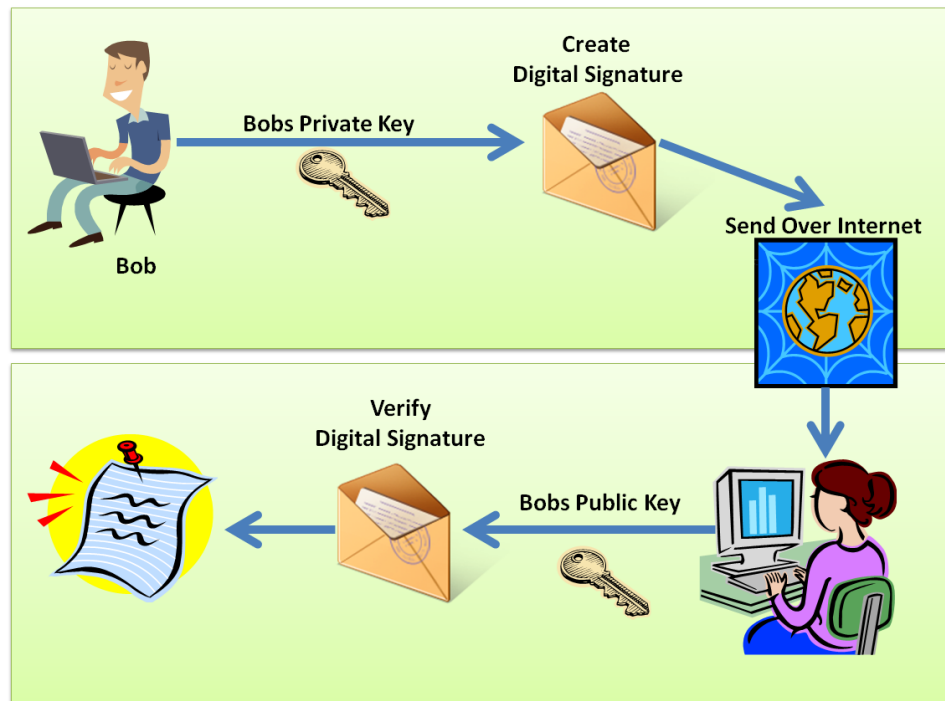 Create
Digital Signature
Bobs Private Key
Bob
Send Over Internet
Verify
Digital Signature
Bobs Public Key